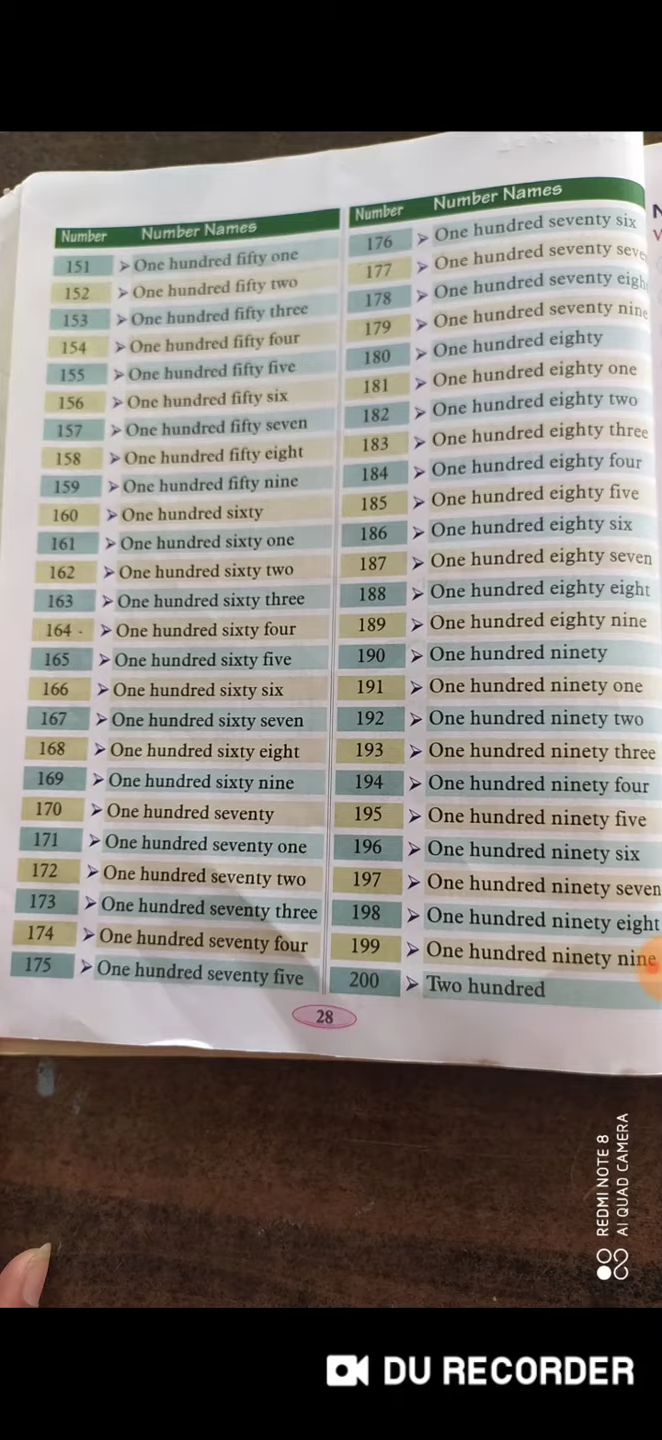 Number Number Names
151 ➢ One hundred fifty one
152 ➢ One hundred fifty two
153 ➢ One hundred fifty three
154 ➢ One hundred fifty four
155 ➢ One hundred fifty five
156 ➢ One hundred fifty six
157 ➢ One hundred fifty seven
158 ➢ One hundred fifty eight
159 ➢ One hundred fifty nine
160 ➢ One hundred sixty
161 ➢ One hundred sixty one
162 ➢ One hundred sixty two
163 ➢ One hundred sixty three
164 ➢ One hundred sixty four
165 ➢ One hundred sixty five
166 ➢ One hundred sixty six
167 ➢ One hundred sixty seven
168 ➢ One hundred sixty eight
169 ➢ One hundred sixty nine
170 ➢ One hundred seventy
171 ➢ One hundred seventy one
172 ➢ One hundred seventy two
173 ➢ One hundred seventy three
174 ➢ One hundred seventy four
175 ➢ One hundred seventy five
Number Number Names
176 ➢ One hundred seventy six
177 ➢ One hundred seventy seve
178 ➢ One hundred seventy eigh
179 ➢ One hundred seventy nine
180 ➢ One hundred eighty
181 ➢ One hundred eighty one
182 ➢ One hundred eighty two
183 ➢ One hundred eighty three
184 ➢ One hundred eighty four
185 ➢ One hundred eighty five
186 ➢ One hundred eighty six
187 ➢ One hundred eighty seven
188 ➢ One hundred eighty eight
189 ➢ One hundred eighty nine
190 ➢ One hundred ninety
191 ➢ One hundred ninety one
192 ➢ One hundred ninety two
193 ➢ One hundred ninety three
194 ➢ One hundred ninety four
195 ➢ One hundred ninety five
196 ➢ One hundred ninety six
197 ➢ One hundred ninety seven
198 ➢ One hundred ninety eight
199 ➢ One hundred ninety nine
200 ➢ Two hundred
28
REDMI NOTE 8
AI QUAD CAMERA
DU RECORDER